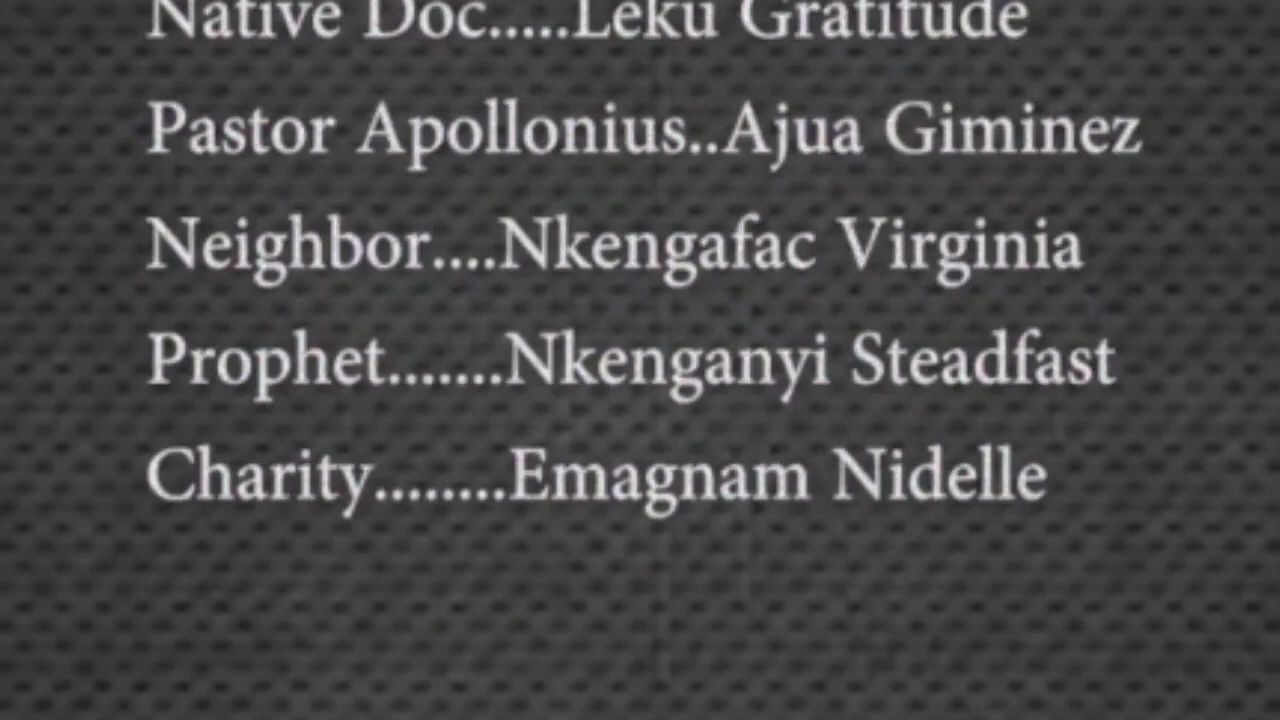 Native Doc.....Leku Gratitude
Pastor Apollonius..Ajua Giminez
Neighbor....Nkengafac Virginia
Prophet.......Nkenganyi Steadfast
Charity........Emagnam Nidelle